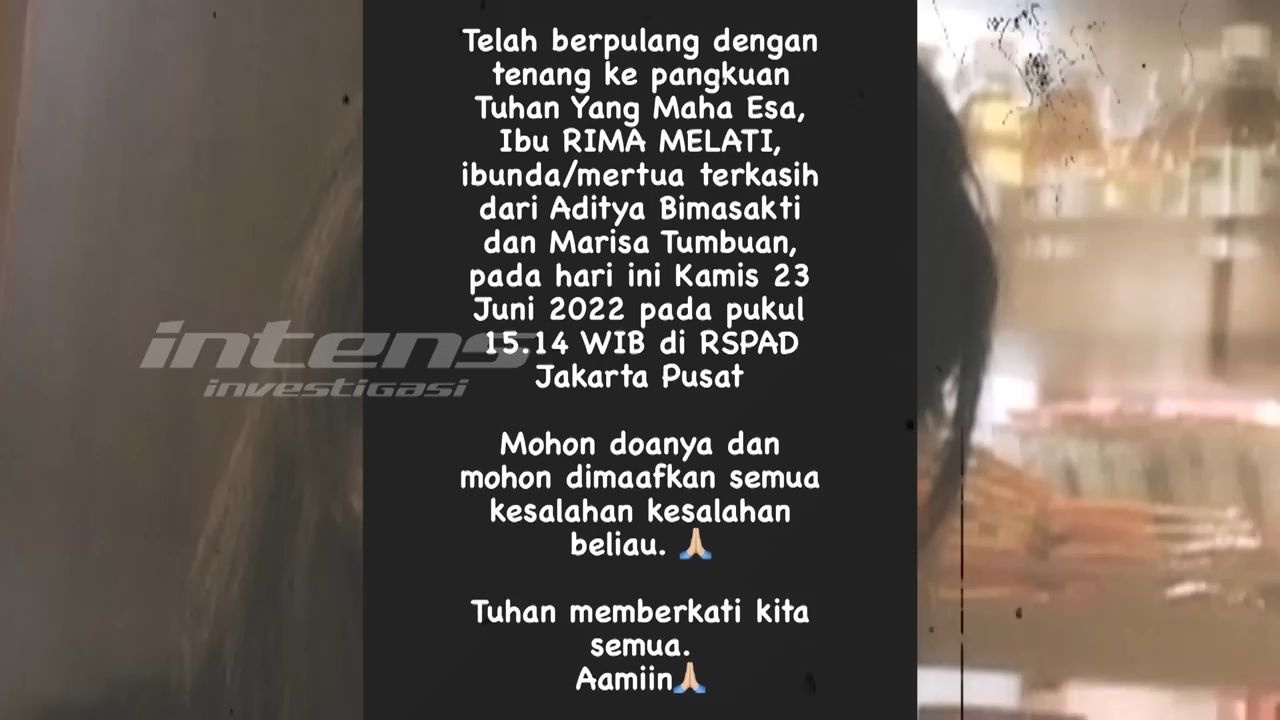 Telah berpulang dengan
tenang ke pangkuan
Tuhan Yang Maha Esa,
Ibu RIMA MELATI,
ibunda/mertua terkasih
dari Aditya Bimasakti
dan Marisa Tumbuan,
pada hari ini Kamis 23
Juni 2022 pada pukul
15.14 WIB di RSPAD
Jakarta Pusat
Mohon doanya dan
mohon dimaafkan semua
kesalahan kesalahan
beliau. 🙏🏼
Tuhan memberkati kita
semua.
Aamiin🙏🏼
intens
investigasi